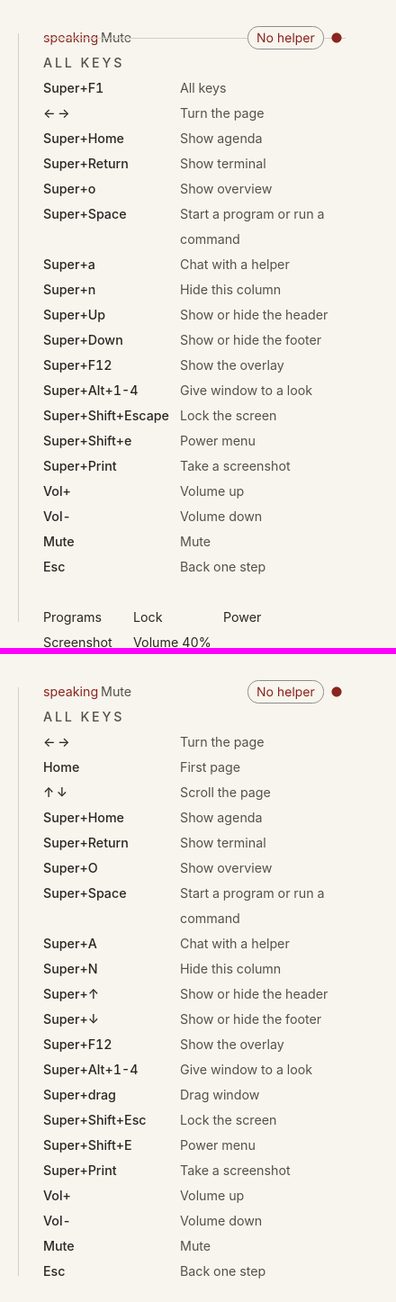 speaking Mute No helper
ALL KEYS
Super+F1 All keys
← → Turn the page
Super+Home Show agenda
Super+Return Show terminal
Super+o Show overview
Super+Space Start a program or run a
command
Super+a Chat with a helper
Super+n Hide this column
Super+Up Show or hide the header
Super+Down Show or hide the footer
Super+F12 Show the overlay
Super+Alt+1-4 Give window to a look
Super+Shift+Escape Lock the screen
Super+Shift+e Power menu
Super+Print Take a screenshot
Vol+ Volume up
Vol- Volume down
Mute Mute
Esc Back one step
Programs Lock Power
Screenshot Volume 40%
speaking Mute No helper
ALL KEYS
← → Turn the page
Home First page
↑ ↓ Scroll the page
Super+Home Show agenda
Super+Return Show terminal
Super+O Show overview
Super+Space Start a program or run a
command
Super+A Chat with a helper
Super+N Hide this column
Super+↑ Show or hide the header
Super+↓ Show or hide the footer
Super+F12 Show the overlay
Super+Alt+1-4 Give window to a look
Super+drag Drag window
Super+Shift+Esc Lock the screen
Super+Shift+E Power menu
Super+Print Take a screenshot
Vol+ Volume up
Vol- Volume down
Mute Mute
Esc Back one step